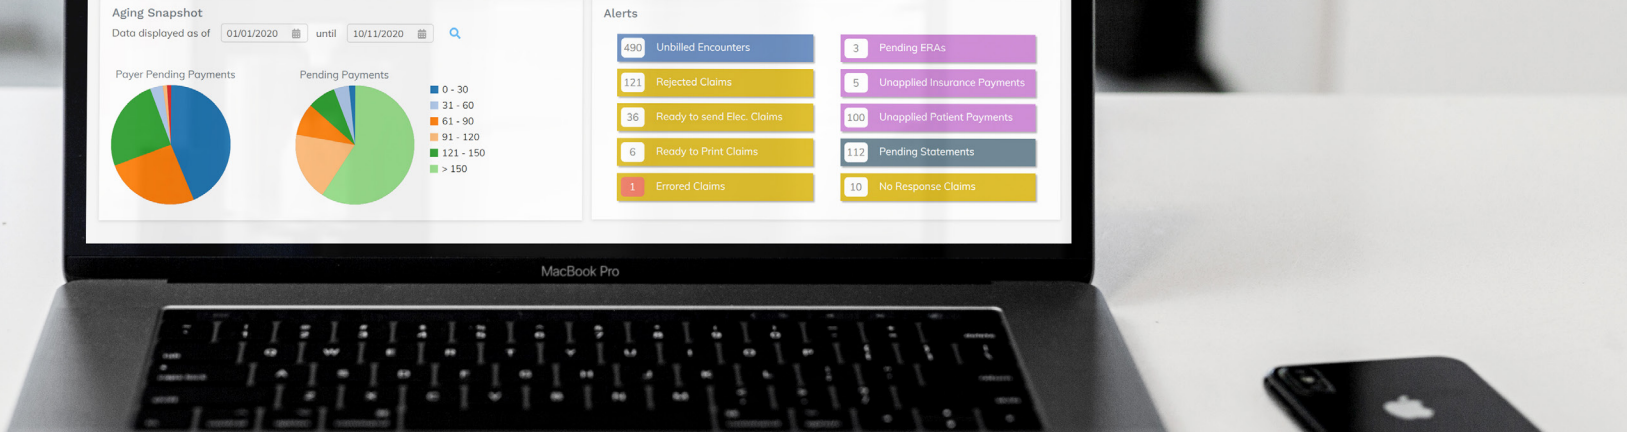 Aging Snapshot
Data displayed as of 01/01/2020 until 10/11/2020
Payer Pending Payments
Pending Payments
0 - 30
31 - 60
61 - 90
91 - 120
121 - 150
> 150
Alerts
490 Unbilled Encounters
3 Pending ERAs
121 Rejected Claims
5 Unapplied Insurance Payments
36 Ready to send Elec. Claims
100 Unapplied Patient Payments
6 Ready to Print Claims
112 Pending Statements
1 Errored Claims
10 No Response Claims
MacBook Pro